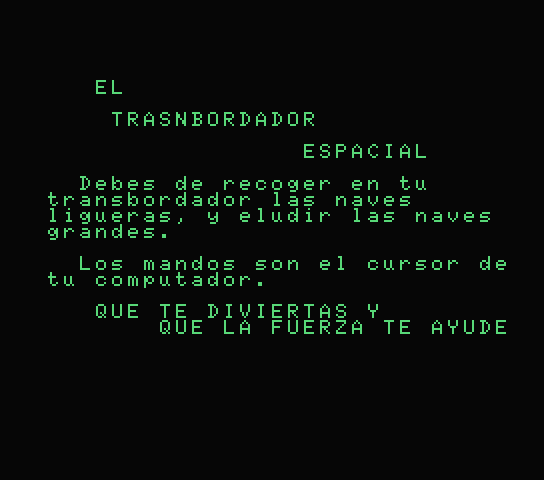 EL
TRASNBORDADOR
ESPACIAL
Debes de recoger en tu
transbordador las naves
ligueras, y eludir las naves
grandes.
Los mandos son el cursor de
tu computador.
QUE TE DIVIERTAS Y
QUE LA FUERZA TE AYUDE